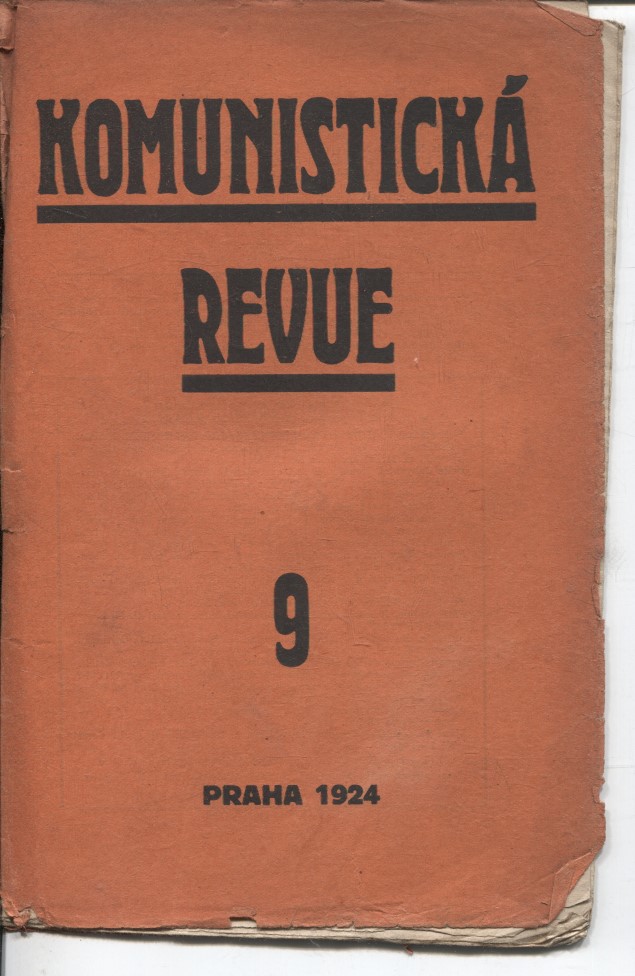 KOMUNISTICKÁ
REVUE
9
PRAHA 1924